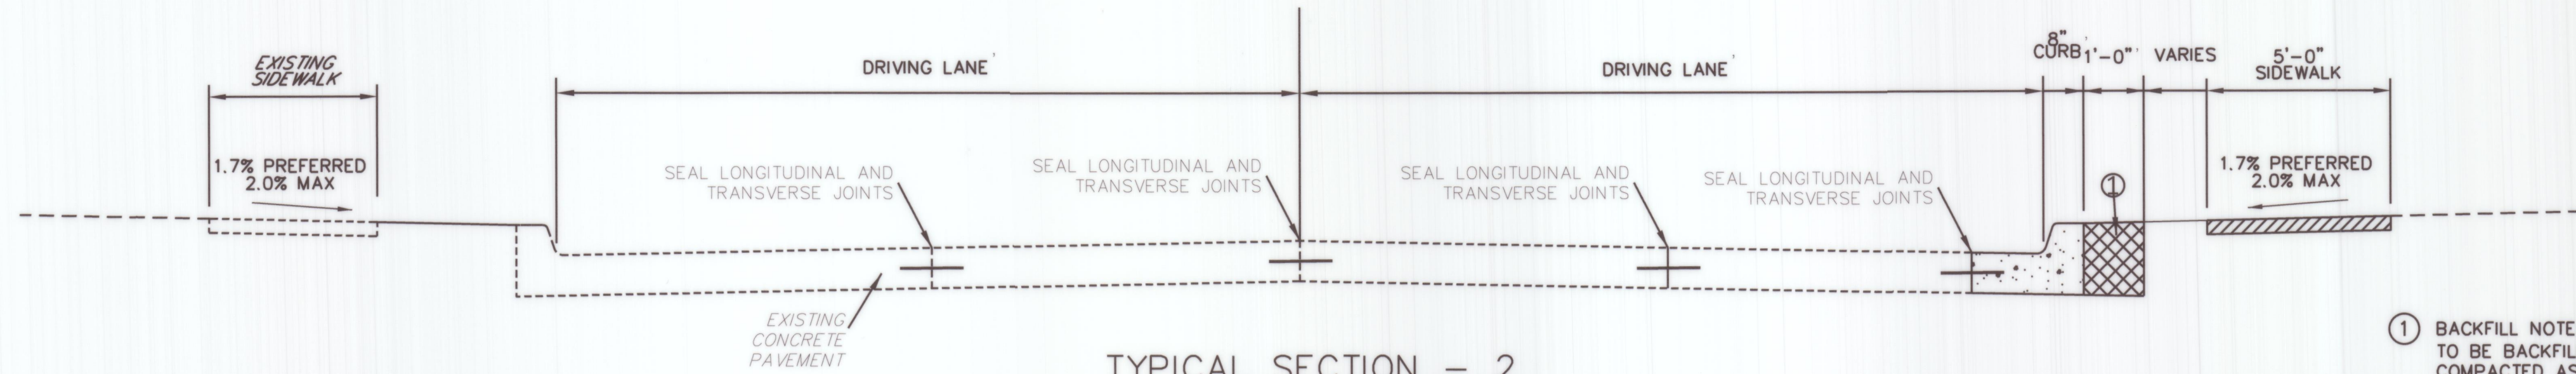 EXISTING
SIDEWALK
DRIVING LANE
DRIVING LANE
8"
CURB
1'-0"
VARIES
5'-0"
SIDEWALK
1.7% PREFERRED
2.0% MAX
SEAL LONGITUDINAL AND
TRANSVERSE JOINTS
SEAL LONGITUDINAL AND
TRANSVERSE JOINTS
SEAL LONGITUDINAL AND
TRANSVERSE JOINTS
SEAL LONGITUDINAL AND
TRANSVERSE JOINTS
1
1.7% PREFERRED
2.0% MAX
EXISTING
CONCRETE
PAVEMENT
TYPICAL SECTION - 2
1 BACKFILL NOTE
TO BE BACKFIL
COMPACTED AS